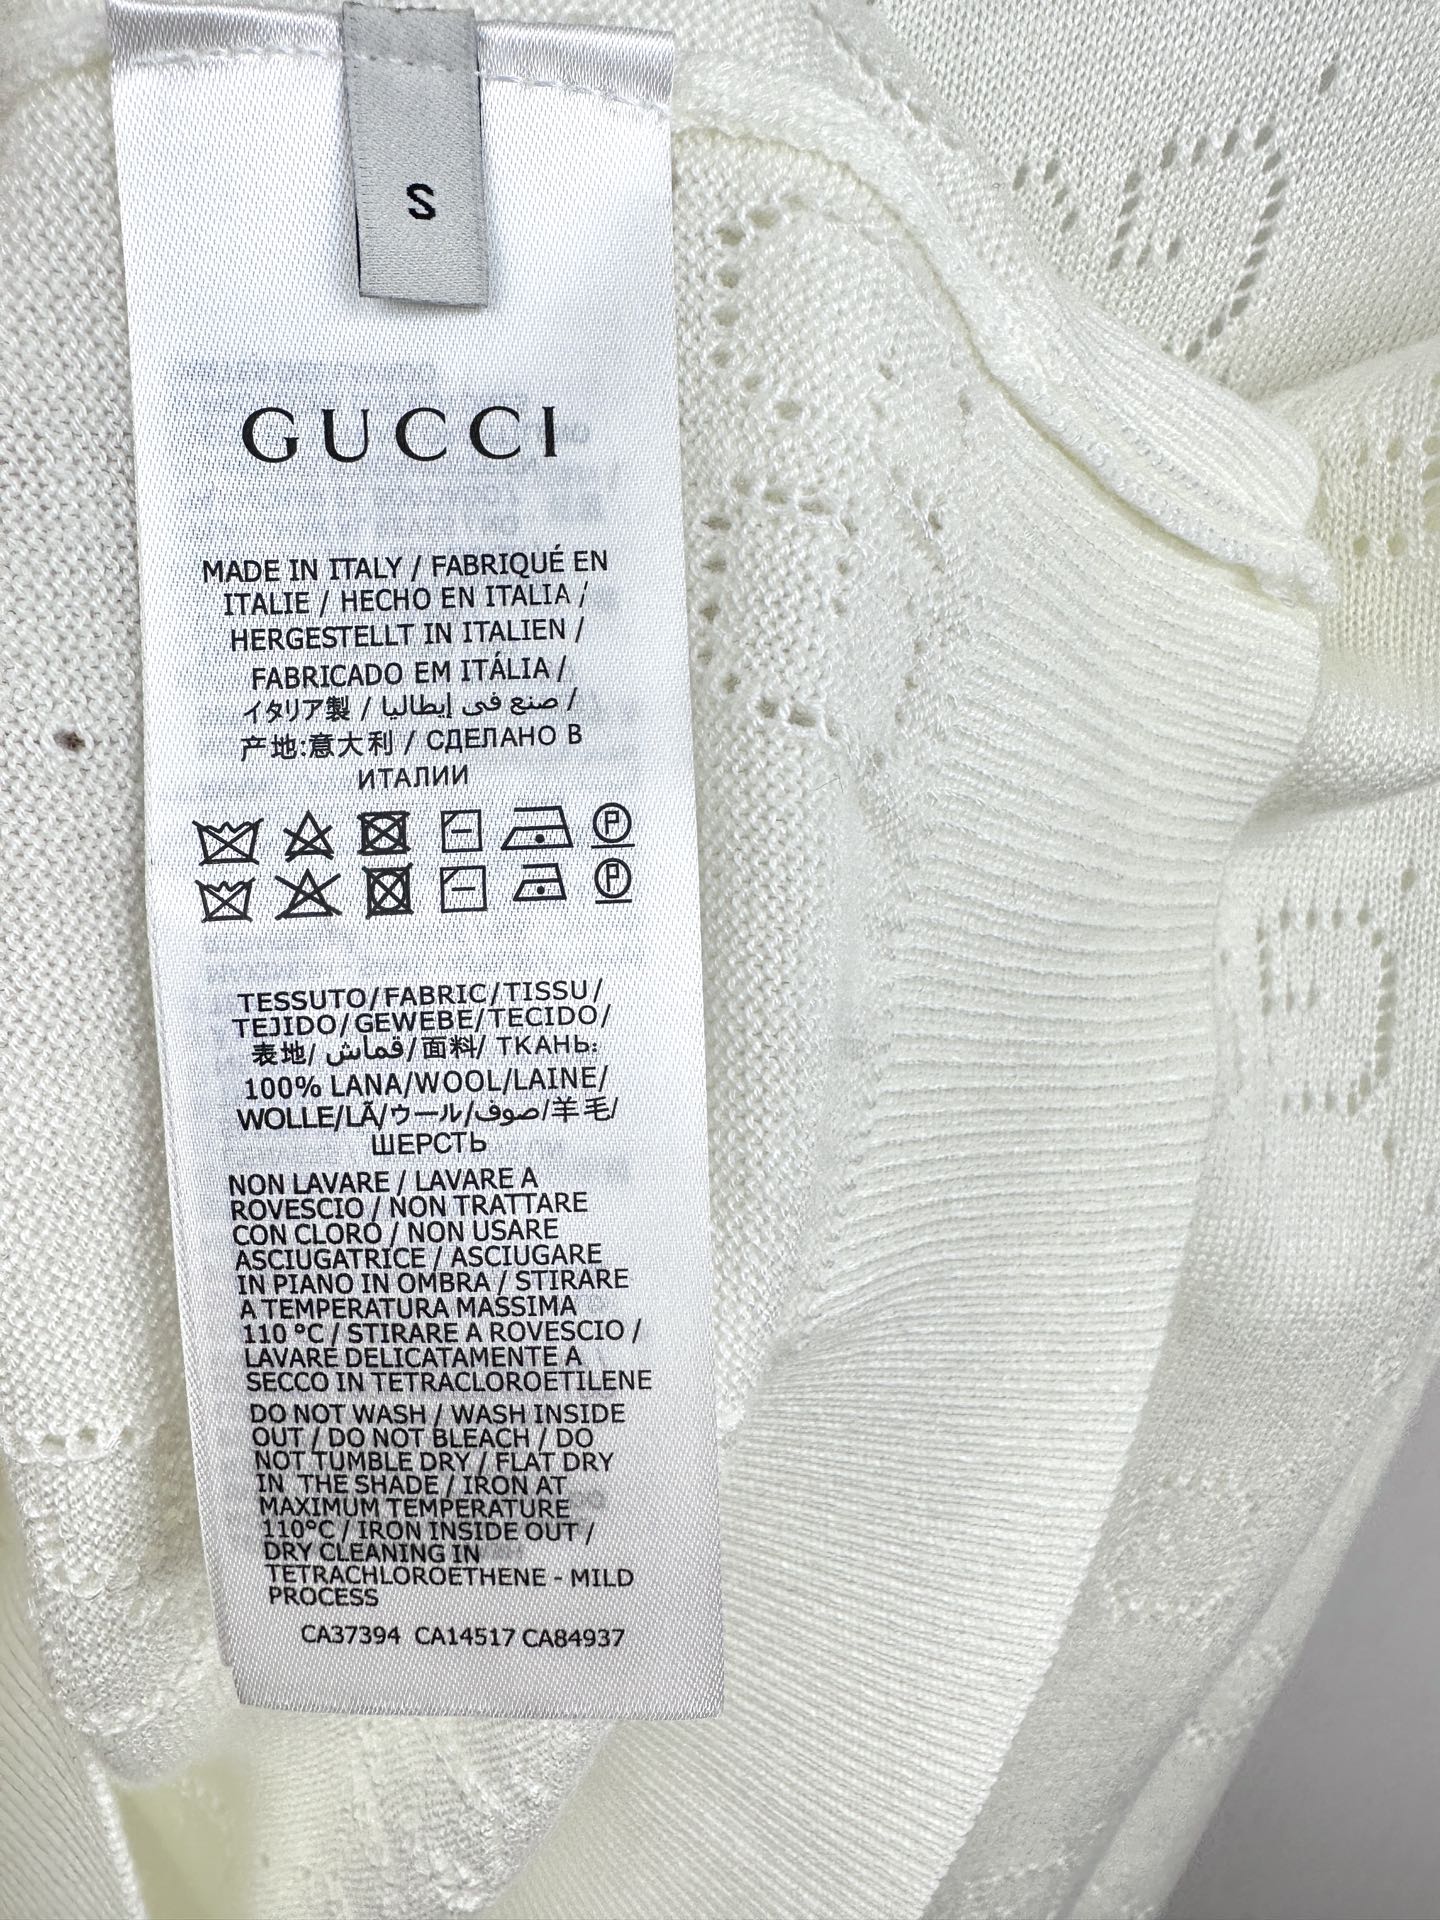 S
GUCCI
MADE IN ITALY / FABRIQUÉ EN
ITALIE / HECHO EN ITALIA /
HERGESTELLT IN ITALIEN /
FABRICADO EM ITÁLIA /
イタリア製 / صنع في إيطاليا /
产地:意大利 / СДЕЛАНО В
ИТАЛИИ
P
P
TESSUTO/FABRIC/TISSU/
TEJIDO/GEWEBE/TECIDO/
表地/ قماش/面料/ ТКАНЬ:
100% LANA/WOOL/LAINE/
WOLLE/LÃ/ウール/صوف/羊毛/
ШЕРСТЬ
NON LAVARE / LAVARE A
ROVESCIO / NON TRATTARE
CON CLORO / NON USARE
ASCIUGATRICE / ASCIUGARE
IN PIANO IN OMBRA / STIRARE
A TEMPERATURA MASSIMA
110 °C / STIRARE A ROVESCIO /
LAVARE DELICATAMENTE A
SECCO IN TETRACLOROETILENE
DO NOT WASH / WASH INSIDE
OUT / DO NOT BLEACH / DO
NOT TUMBLE DRY / FLAT DRY
IN THE SHADE / IRON AT
MAXIMUM TEMPERATURE
110°C / IRON INSIDE OUT /
DRY CLEANING IN
TETRACHLOROETHENE - MILD
PROCESS
CA37394 CA14517 CA84937